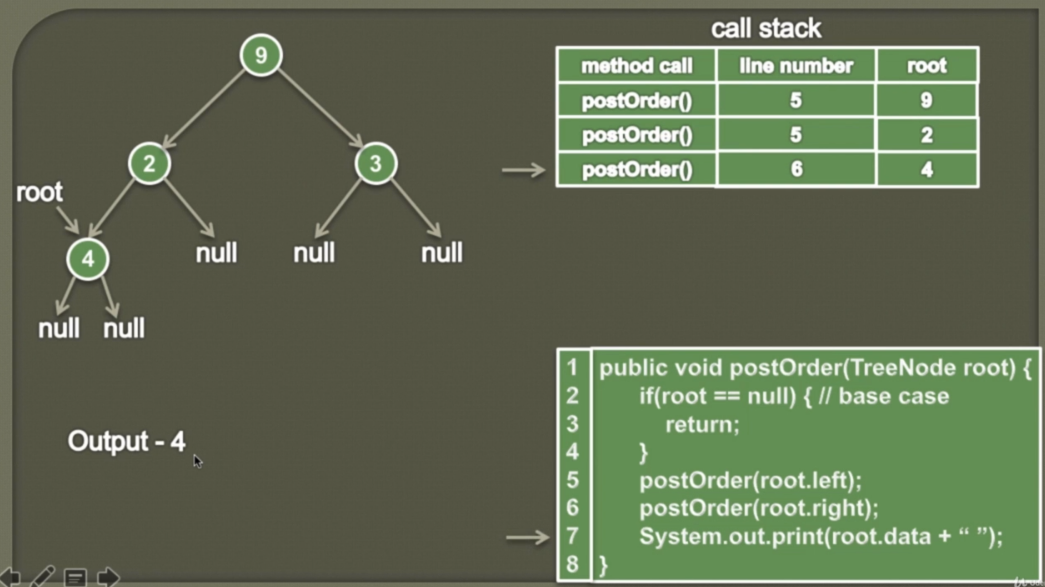 call stack
method call line number root
postOrder() 5 9
postOrder() 5 2
postOrder() 6 4
9
2
3
root
4
null
null
null
null
null
Output - 4
1 public void postOrder(TreeNode root) {
2 if(root == null) { // base case
3 return;
4 }
5 postOrder(root.left);
6 postOrder(root.right);
7 System.out.print(root.data + “ ”);
8 }